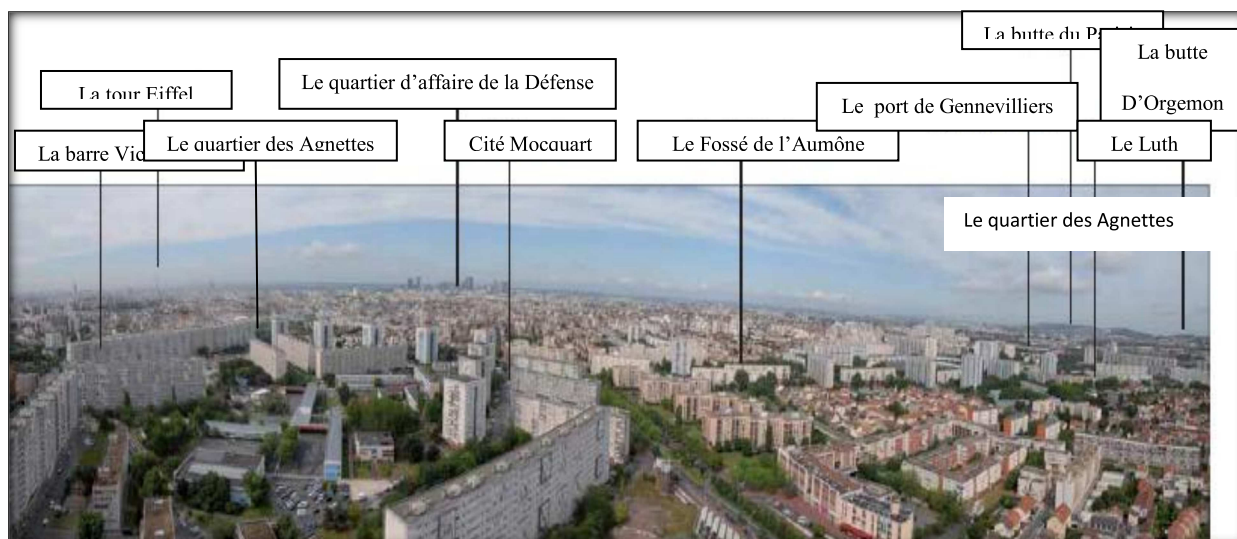 La butte du
La butte
D’Orgemon
La tour Eiffel
Le quartier d’affaire de la Défense
Le port de Gennevilliers
La barre
Le quartier des Agnettes
Cité Mocquart
Le Fossé de l’Aumône
Le Luth
Le quartier des Agnettes